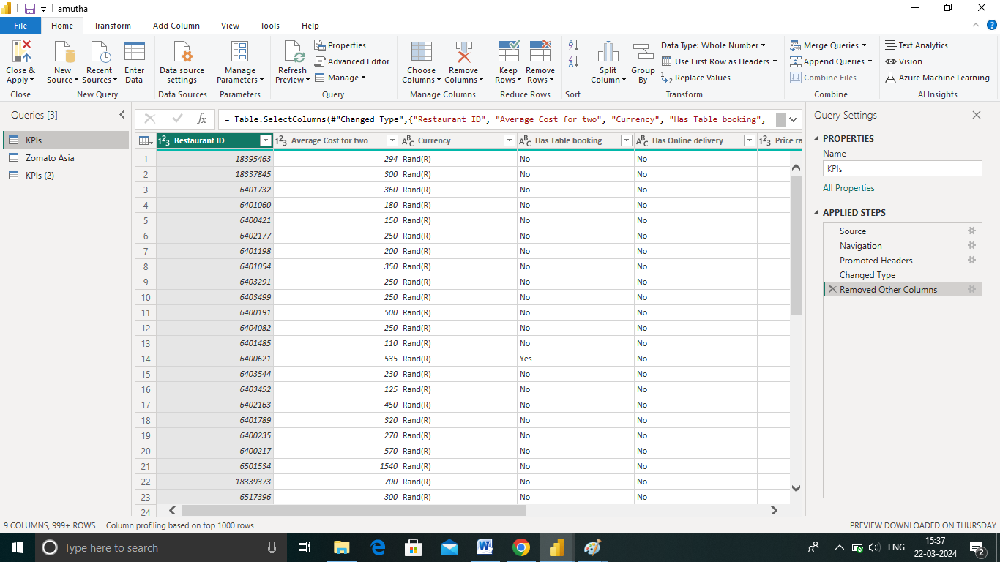 amutha
File Home Transform Add Column View Tools Help
Close & Apply
New Source
Recent Sources
Enter Data
Data source settings
Manage Parameters
Refresh Preview
Properties
Advanced Editor
Manage
Choose Columns
Remove Columns
Keep Rows
Remove Rows
Split Column
Group By
Data Type: Whole Number
Use First Row as Headers
Replace Values
Merge Queries
Append Queries
Combine Files
Text Analytics
Vision
Azure Machine Learning
Close New Query Data Sources Parameters Query Manage Columns Reduce Rows Sort Transform Combine AI Insights
Queries [3]
KPIs
Zomato Asia
KPIs (2)
= Table.SelectColumns(#"Changed Type",{"Restaurant ID", "Average Cost for two", "Currency", "Has Table booking",
Restaurant ID Average Cost for two Currency Has Table booking Has Online delivery Price ra
1 18395463 294 Rand(R) No No
2 18337845 300 Rand(R) No No
3 6401732 360 Rand(R) No No
4 6401060 180 Rand(R) No No
5 6400421 150 Rand(R) No No
6 6402177 250 Rand(R) No No
7 6401198 200 Rand(R) No No
8 6401054 350 Rand(R) No No
9 6403291 250 Rand(R) No No
10 6403499 250 Rand(R) No No
11 6400191 500 Rand(R) No No
12 6404082 250 Rand(R) No No
13 6401485 110 Rand(R) No No
14 6400621 535 Rand(R) Yes No
15 6403544 230 Rand(R) No No
16 6403452 125 Rand(R) No No
17 6402163 450 Rand(R) No No
18 6401789 320 Rand(R) No No
19 6400235 270 Rand(R) No No
20 6400217 570 Rand(R) No No
21 6501534 1540 Rand(R) No No
22 18339373 700 Rand(R) No No
23 6517396 300 Rand(R) No No
24
Query Settings
PROPERTIES
Name
KPIs
All Properties
APPLIED STEPS
Source
Navigation
Promoted Headers
Changed Type
Removed Other Columns
9 COLUMNS, 999+ ROWS Column profiling based on top 1000 rows PREVIEW DOWNLOADED ON THURSDAY
Type here to search
ENG
15:37
22-03-2024
2